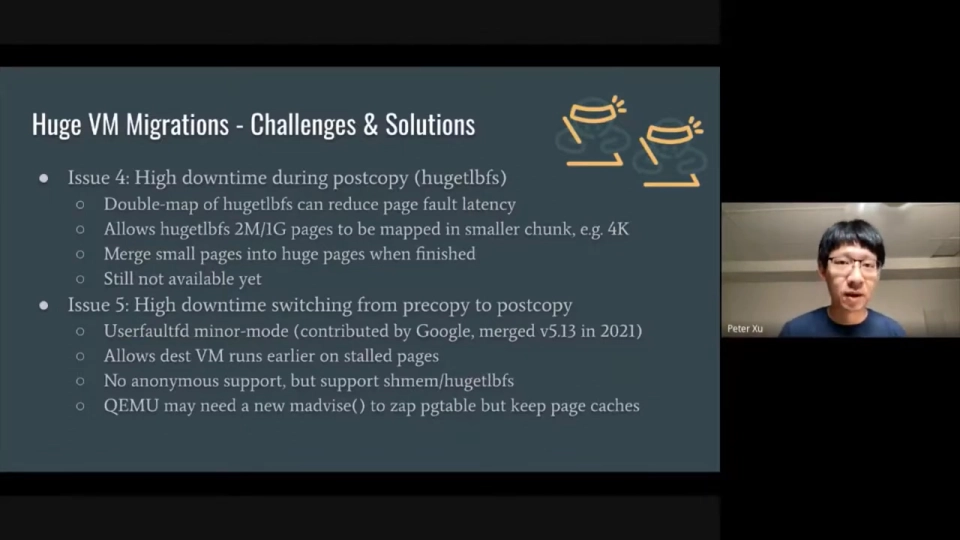 Huge VM Migrations - Challenges & Solutions
● Issue 4: High downtime during postcopy (hugetlbfs)
○ Double-map of hugetlbfs can reduce page fault latency
○ Allows hugetlbfs 2M/1G pages to be mapped in smaller chunk, e.g. 4K
○ Merge small pages into huge pages when finished
○ Still not available yet
● Issue 5: High downtime switching from precopy to postcopy
○ Userfaultfd minor-mode (contributed by Google, merged v5.13 in 2021)
○ Allows dest VM runs earlier on stalled pages
○ No anonymous support, but support shmem/hugetlbfs
○ QEMU may need a new madvise() to zap pgtable but keep page caches
Peter Xu